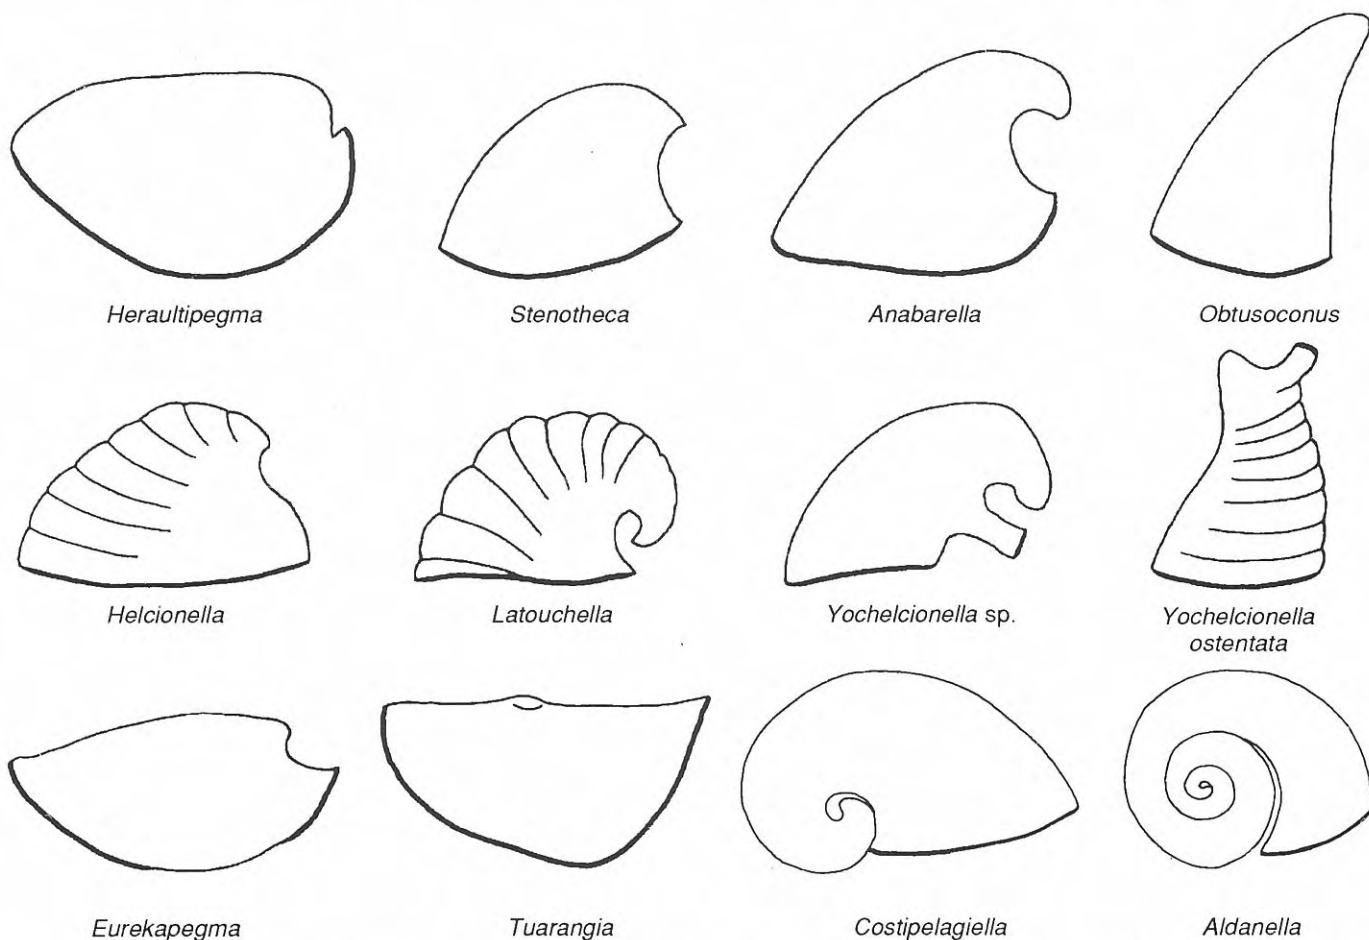 Heraultipegma
Stenotheca
Anabarella
Obtusoconus
Helcionella
Latouchella
Yochelcionella sp.
Yochelcionella
ostentata
Eurekapegma
Tuarangia
Costipelagiella
Aldanella